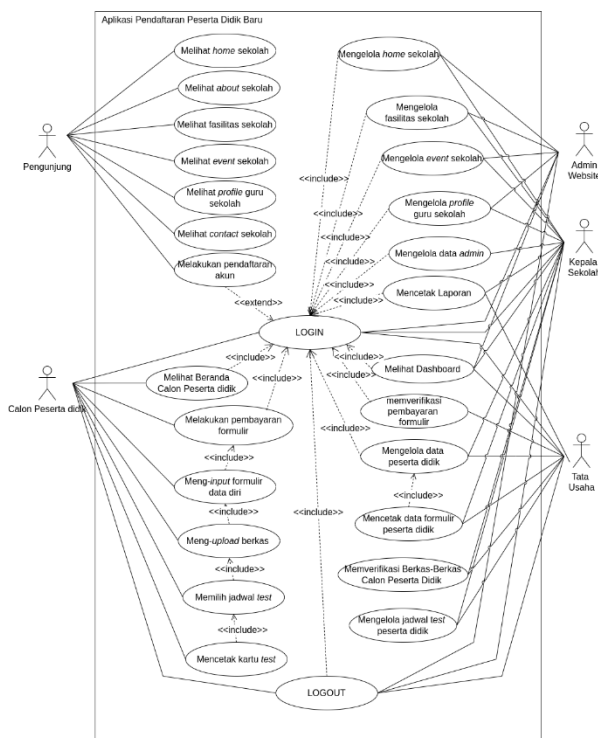 Aplikasi Pendaftaran Peserta Didik Baru
Melihat home sekolah
Melihat about sekolah
Melihat fasilitas sekolah
Melihat event sekolah
Melihat profile guru
sekolah
Melihat contact sekolah
Melakukan pendaftaran
akun
Pengunjung
Mengelola home sekolah
Mengelola
fasilitas sekolah
Mengelola event sekolah
Mengelola profile
guru sekolah
Mengelola data admin
Mencetak Laporan
<<include>>
<<include>>
<<include>>
<<include>>
<<include>>
<<include>>
Admin
Website
Kepala
Sekolah
<<extend>>
LOGIN
<<include>>
<<include>>
<<include>>
Calon Peserta didik
Melihat Beranda
Calon Peserta didik
Melakukan pembayaran
formulir
<<include>>
Meng-input formulir
data diri
<<include>>
Meng-upload berkas
<<include>>
Memilih jadwal test
<<include>>
Mencetak kartu test
Melihat Dashboard
memverifikasi
pembayaran
formulir
<<include>>
Mengelola data
peserta didik
<<include>>
<<include>>
Mencetak data formulir
peserta didik
Memverifikasi Berkas-Berkas
Calon Peserta Didik
Mengelola jadwal test
peserta didik
Tata
Usaha
LOGOUT